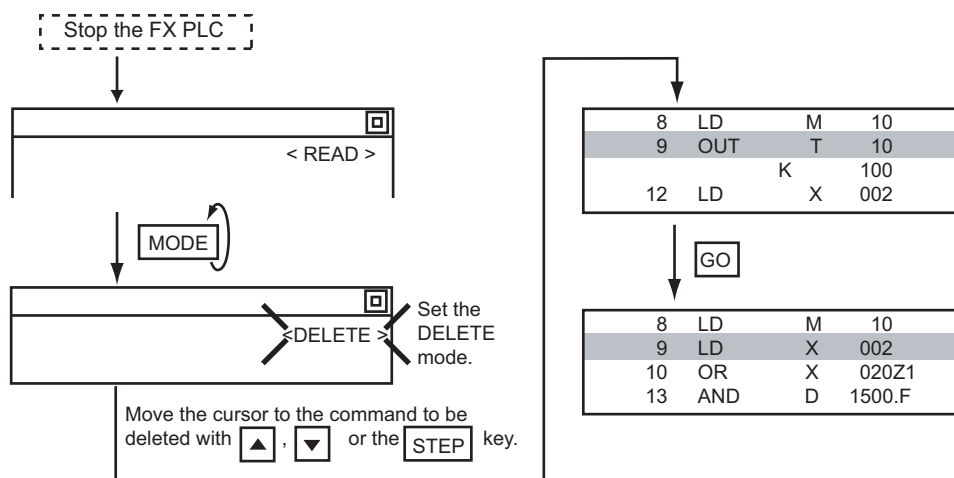 Stop the FX PLC
< READ >
MODE
<DELETE >
Set the
DELETE
mode.
Move the cursor to the command to be
deleted with ▲ , ▼ or the STEP key.
8 LD M 10
9 OUT T 10
K 100
12 LD X 002
GO
8 LD M 10
9 LD X 002
10 OR X 020Z1
13 AND D 1500.F